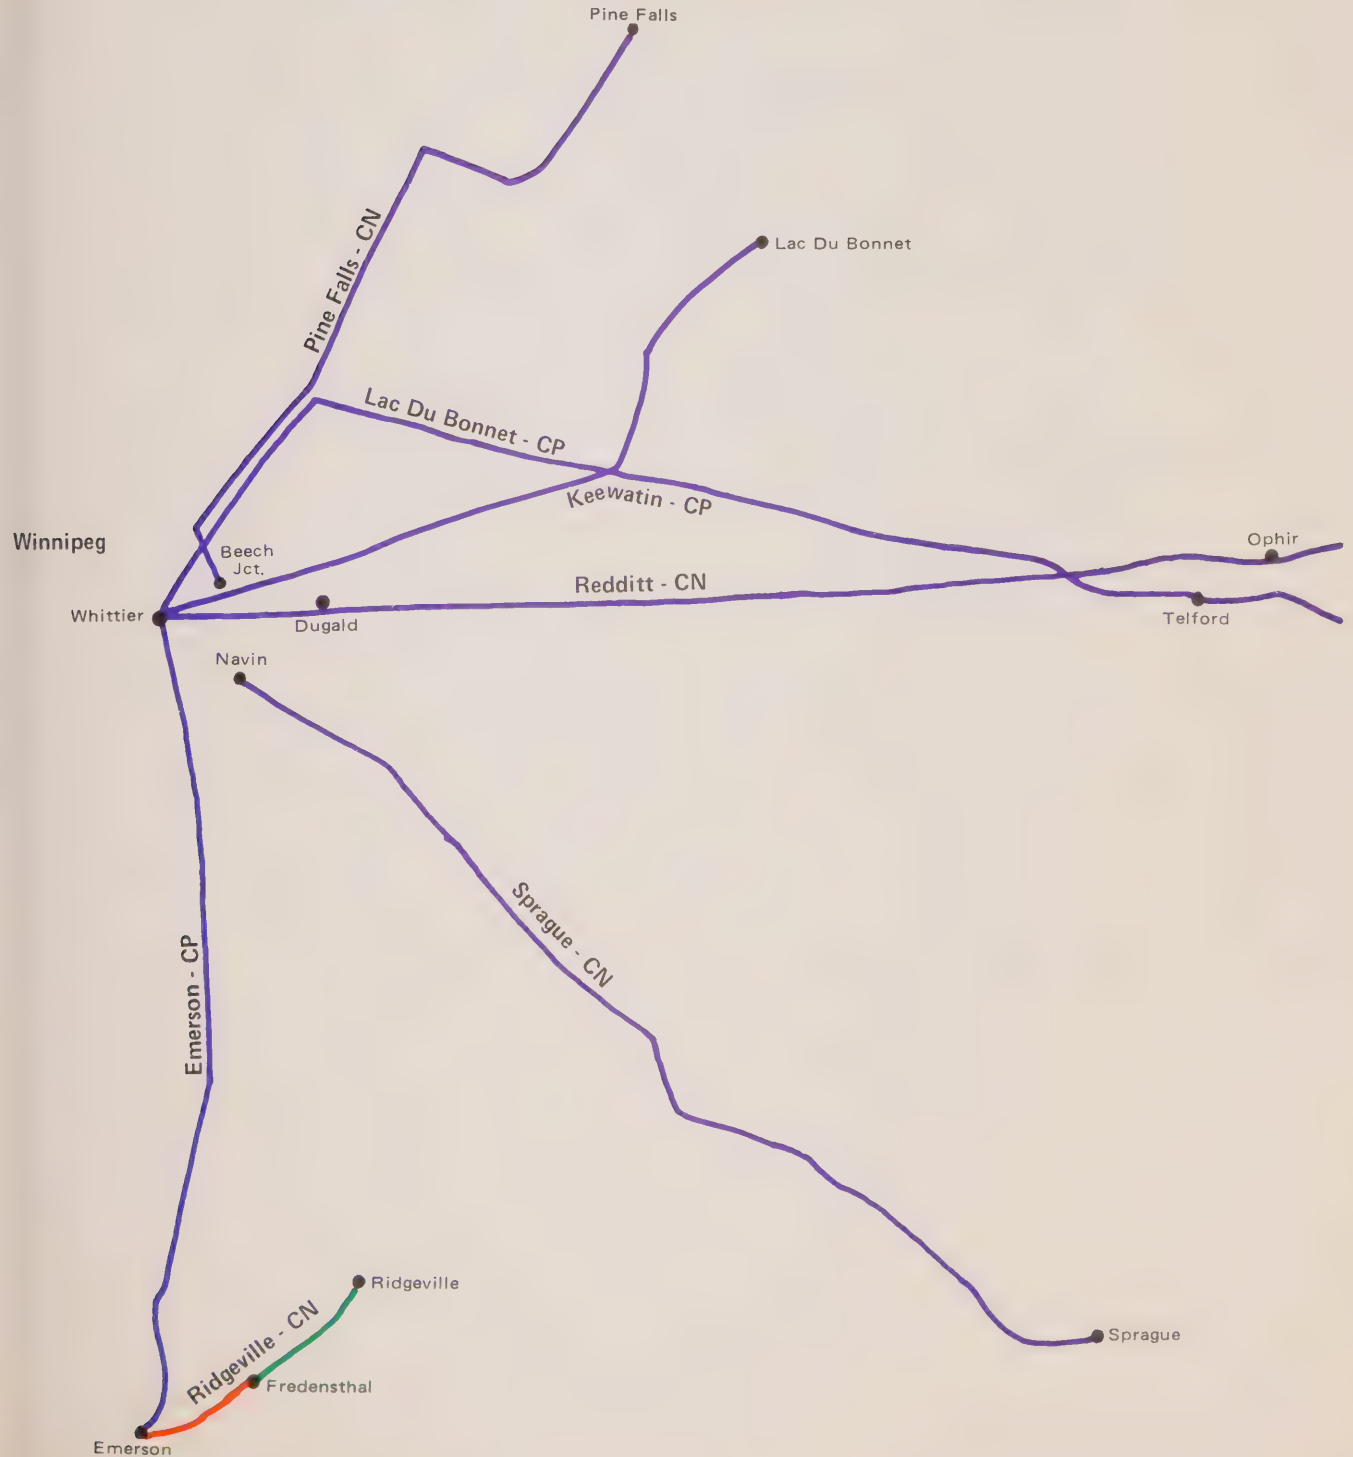 Pine Falls
Pine Falls - CN
Lac Du Bonnet
Lac Du Bonnet - CP
Keewatin - CP
Winnipeg
Beech
Jct.
Ophir
Redditt - CN
Whittier
Dugald
Telford
Navin
Sprague - CN
Emerson - CP
Ridgeville
Ridgeville - CN
Sprague
Fredensthal
Emerson